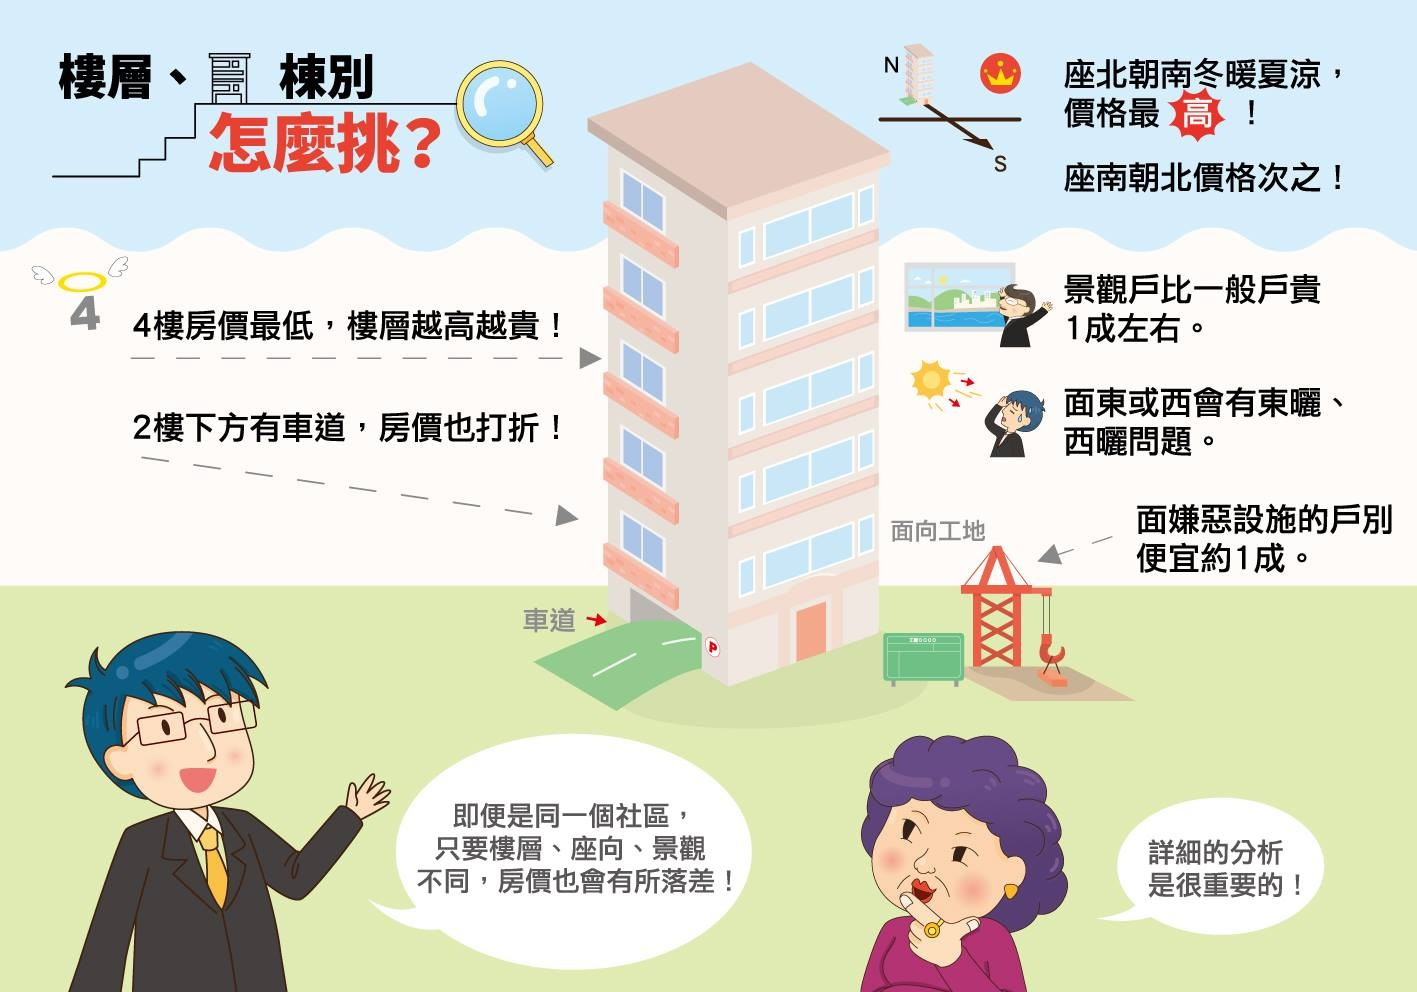 樓層、棟別
怎麼挑？
N
S
座北朝南冬暖夏涼，
價格最高！
座南朝北價格次之！
4
4樓房價最低，樓層越高越貴！
2樓下方有車道，房價也打折！
景觀戶比一般戶貴
1成左右。
面東或西會有東曬、
西曬問題。
面向工地
面嫌惡設施的戶別
便宜約1成。
車道
P
即便是同一個社區，
只要樓層、座向、景觀
不同，房價也會有所落差！
詳細的分析
是很重要的！